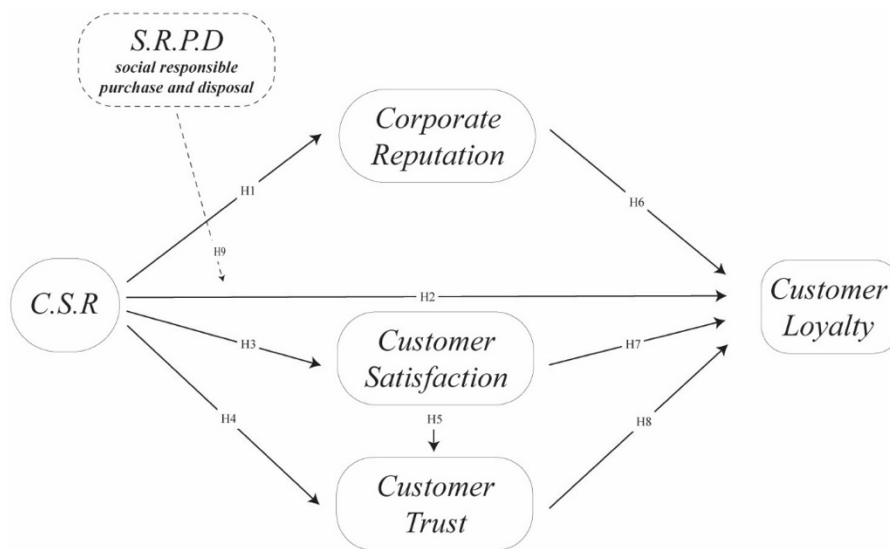 S.R.P.D
social responsible
purchase and disposal
Corporate
Reputation
H1
H6
H9
C.S.R
H2
Customer
Loyalty
H3
Customer
Satisfaction
H7
H4
H5
H8
Customer
Trust